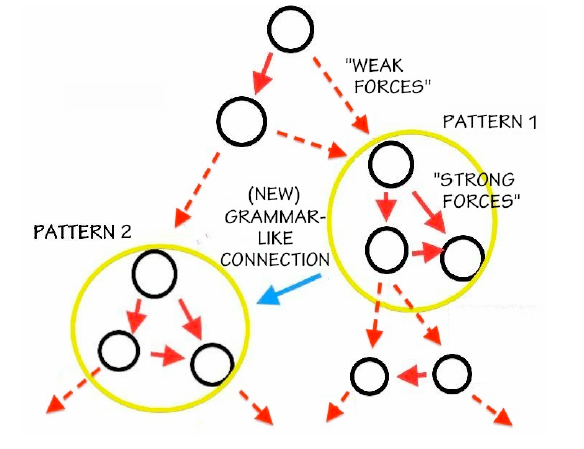 "WEAK
FORCES"
PATTERN 1
"STRONG
FORCES"
(NEW)
GRAMMAR-
LIKE
CONNECTION
PATTERN 2